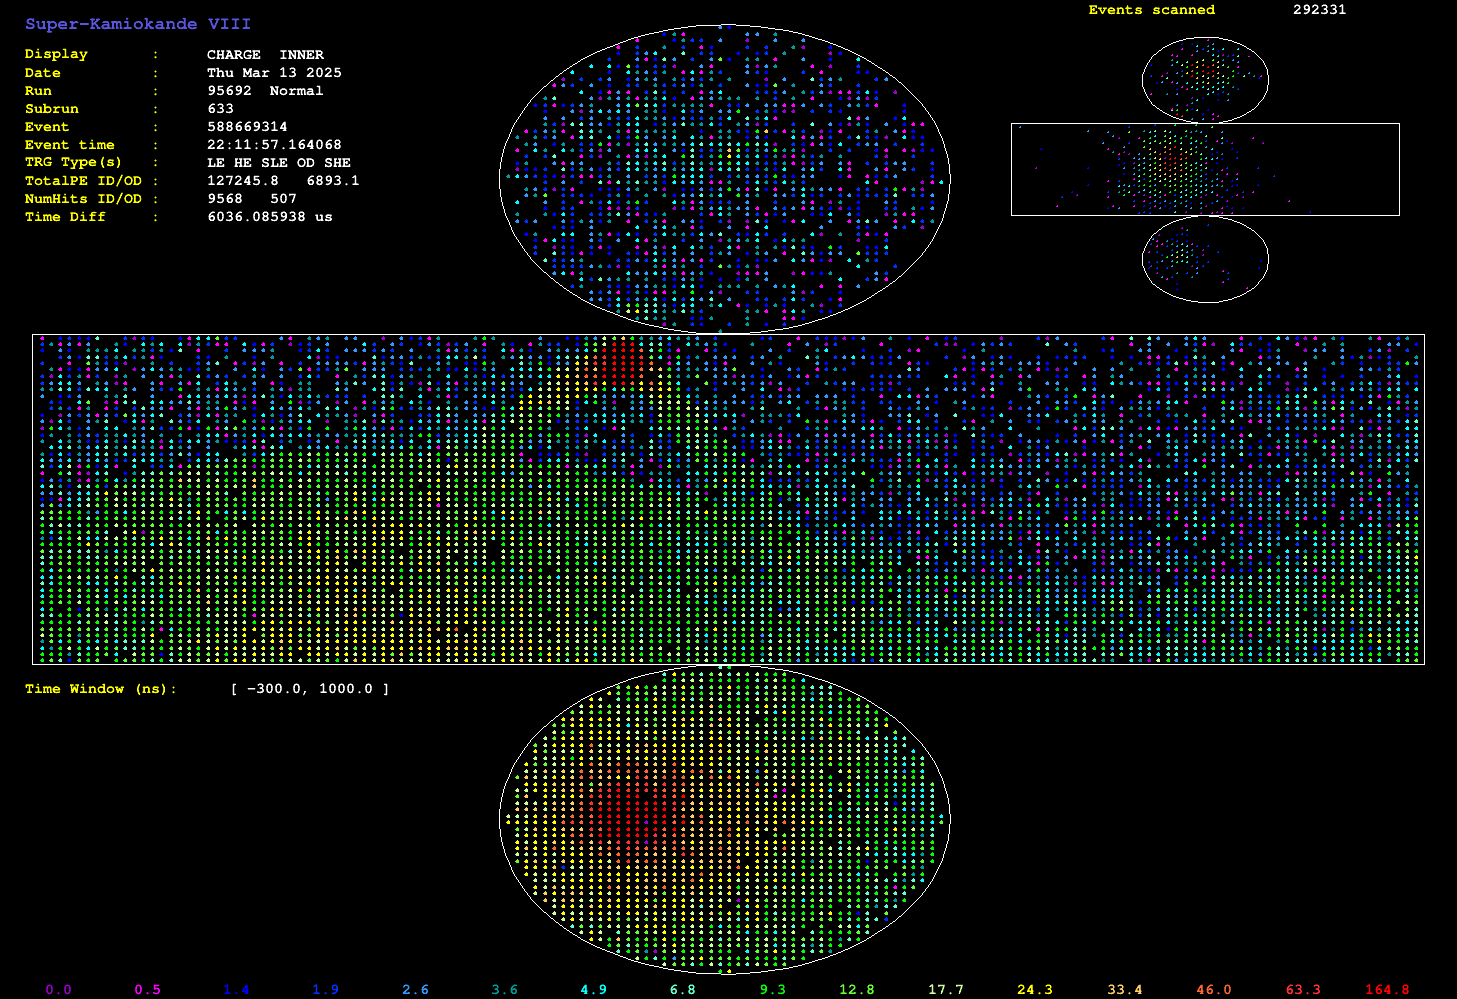 Super-Kamiokande VIII
Events scanned 292331
Display : CHARGE INNER
Date : Thu Mar 13 2025
Run : 95692 Normal
Subrun : 633
Event : 588669314
Event time : 22:11:57.164068
TRG Type(s) : LE HE SLE OD SHE
TotalPE ID/OD : 127245.8 6893.1
NumHits ID/OD : 9568 507
Time Diff : 6036.085938 us
Time Window (ns): [ -300.0, 1000.0 ]
0.0 0.5 1.4 1.9 2.6 3.6 4.9 6.8 9.3 12.8 17.7 24.3 33.4 46.0 63.3 164.8